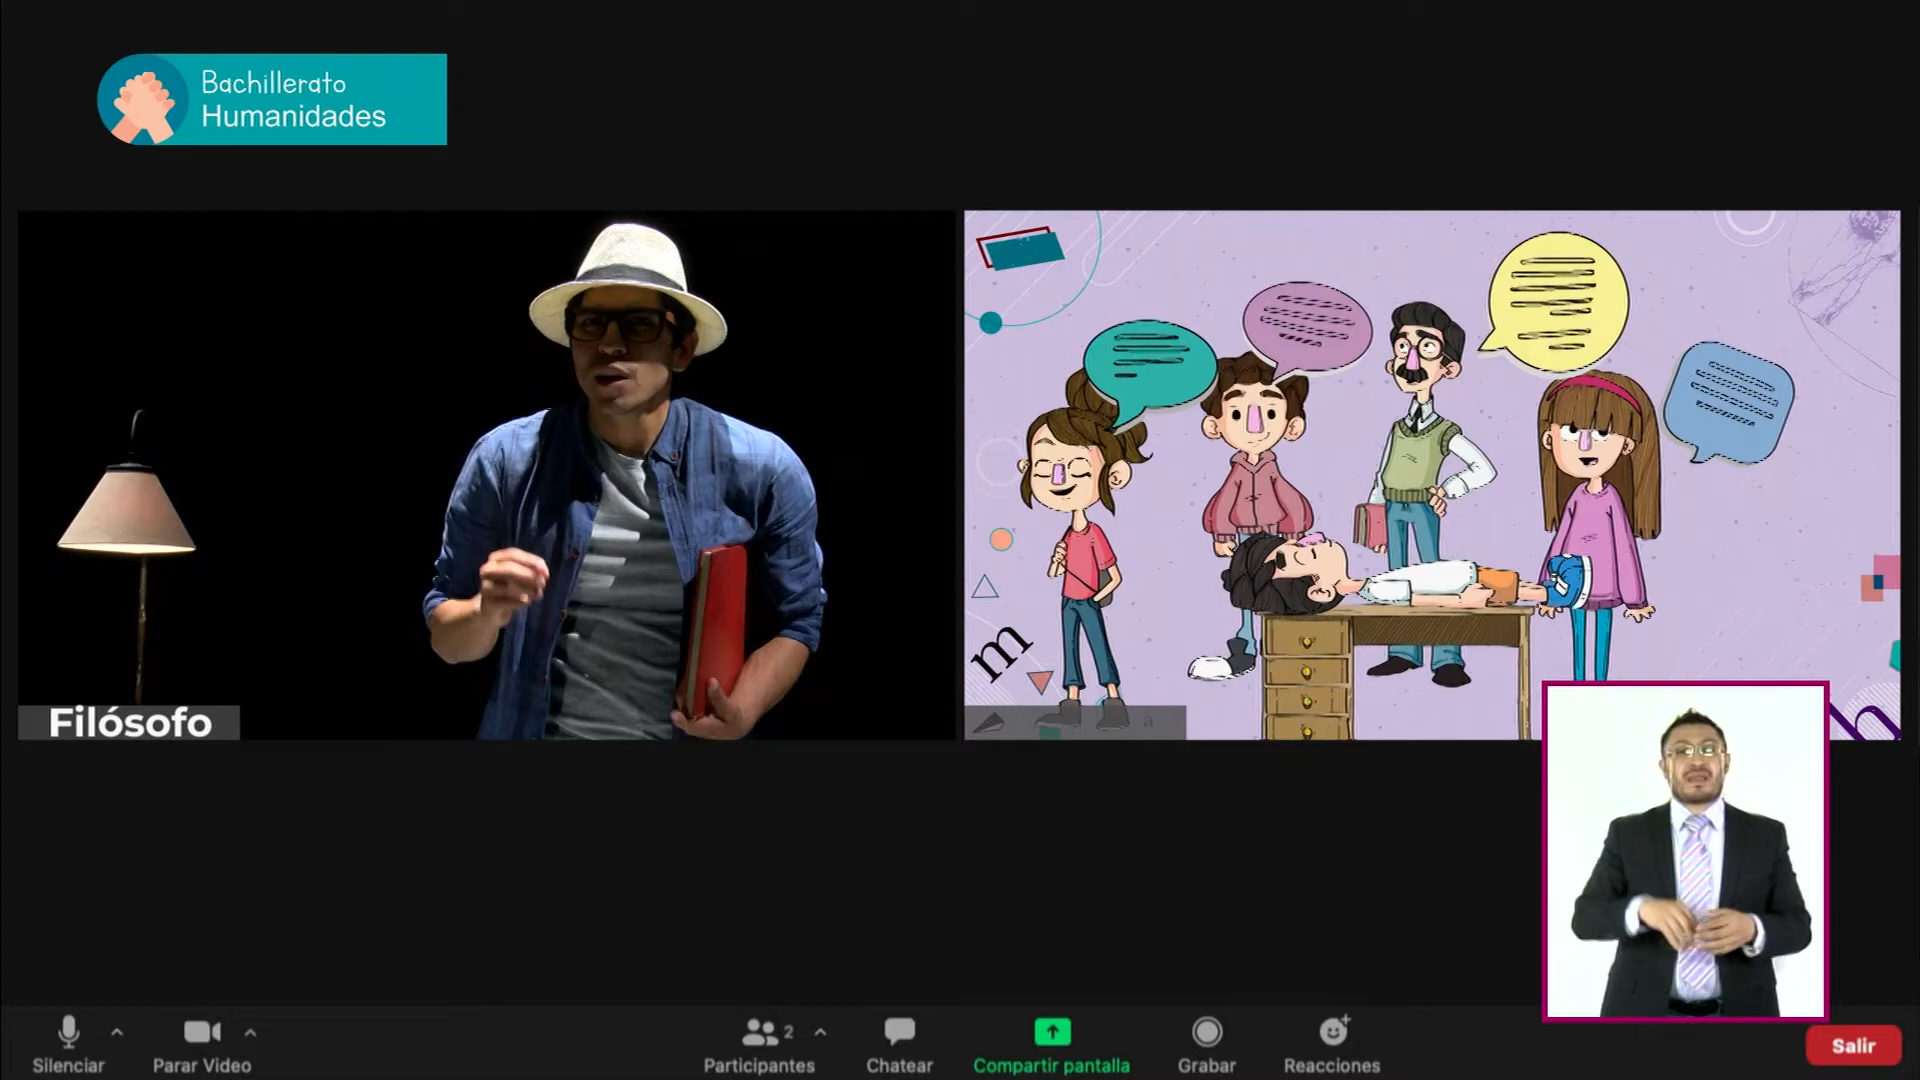 Bachillerato
Humanidades
m
h
Filósofo
Silenciar
Parar Video
2
Participantes
Chatear
Compartir pantalla
Grabar
Reacciones
Salir